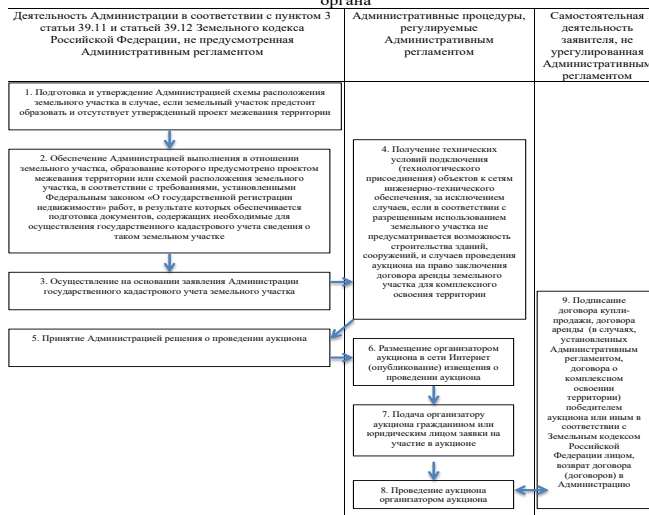 органа
Деятельность Администрации в соответствии с пунктом 3
статьи 39.11 и статьей 39.12 Земельного кодекса
Российской Федерации, не предусмотренная
Административным регламентом
Административные процедуры,
регулируемые
Административным
регламентом
Самостоятельная
деятельность
заявителя, не
урегулированная
Административным
регламентом
1. Подготовка и утверждение Администрацией схемы расположения
земельного участка в случае, если земельный участок предстоит
образовать и отсутствует утвержденный проект межевания территории
2. Обеспечение Администрацией выполнения в отношении
земельного участка, образование которого предусмотрено проектом
межевания территории или схемой расположения земельного
участка, в соответствии с требованиями, установленными
Федеральным законом «О государственной регистрации
недвижимости» работ, в результате которых обеспечивается
подготовка документов, содержащих необходимые для
осуществления государственного кадастрового учета сведения о
таком земельном участке
3. Осуществление на основании заявления Администрации
государственного кадастрового учета земельного участка
4. Получение технических
условий подключения
(технологического
присоединения) объектов к сетям
инженерно-технического
обеспечения, за исключением
случаев, если в соответствии с
разрешенным использованием
земельного участка не
предусматривается возможность
строительства зданий,
сооружений, и случаев проведения
аукциона на право заключения
договора аренды земельного
участка для комплексного
освоения территории
5. Принятие Администрацией решения о проведении аукциона
6. Размещение организатором
аукциона в сети Интернет
(опубликование) извещения о
проведении аукциона
7. Подача организатору
аукциона гражданином или
юридическим лицом заявки на
участие в аукционе
8. Проведение аукциона
организатором аукциона
9. Подписание
договора купли-
продажи, договора
аренды (в случаях,
установленных
Административным
регламентом,
договора о
комплексном
освоении
территории)
победителем
аукциона или иным в
соответствии с
Земельным кодексом
Российской
Федерации лицом,
возврат договора
(договоров) в
Администрацию